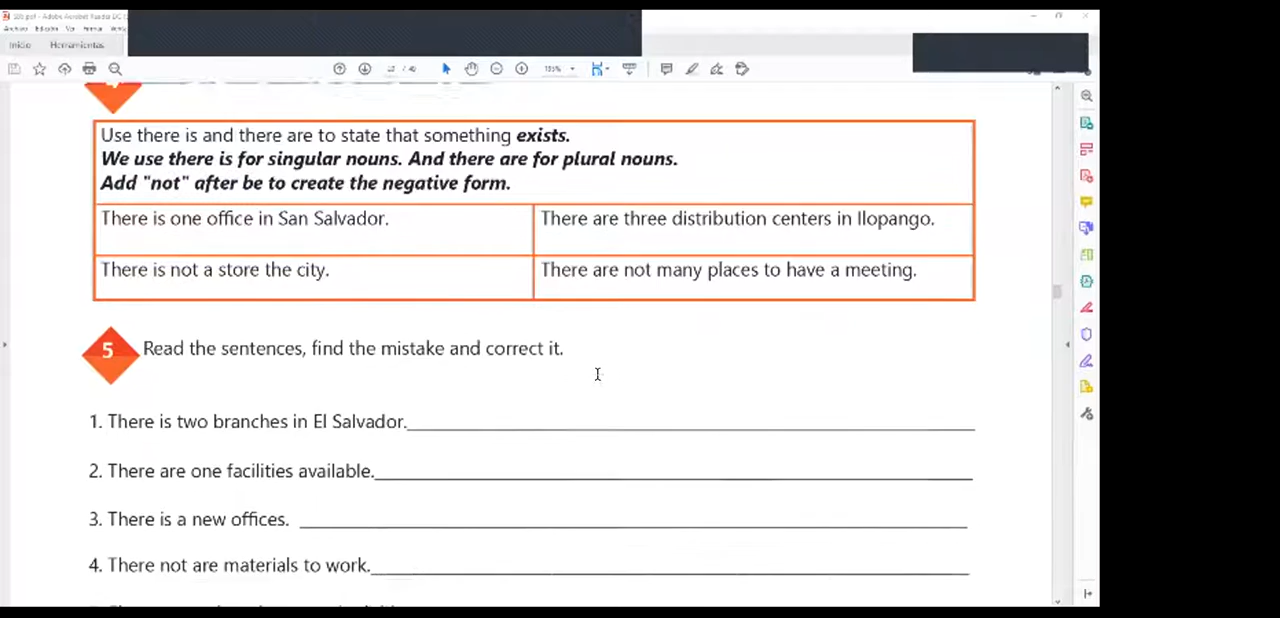 Inicio Herramientas
Use there is and there are to state that something exists.
We use there is for singular nouns. And there are for plural nouns.
Add "not" after be to create the negative form.
There is one office in San Salvador.
There are three distribution centers in Ilopango.
There is not a store the city.
There are not many places to have a meeting.
5 Read the sentences, find the mistake and correct it.
1. There is two branches in El Salvador.
2. There are one facilities available.
3. There is a new offices.
4. There not are materials to work.